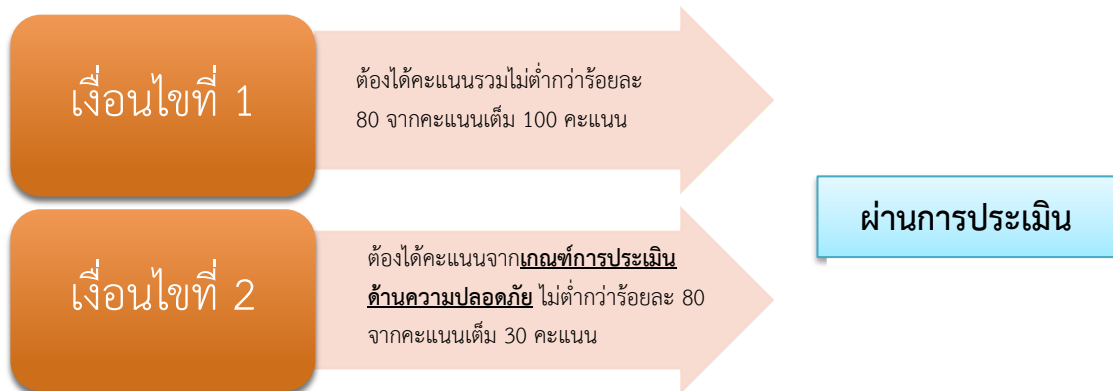 เงื่อนไขที่ 1
ต้องได้คะแนนรวมไม่ต่ำกว่าร้อยละ
80 จากคะแนนเต็ม 100 คะแนน
เงื่อนไขที่ 2
ต้องได้คะแนนจากเกณฑ์การประเมิน
ด้านความปลอดภัย ไม่ต่ำกว่าร้อยละ 80
จากคะแนนเต็ม 30 คะแนน
ผ่านการประเมิน